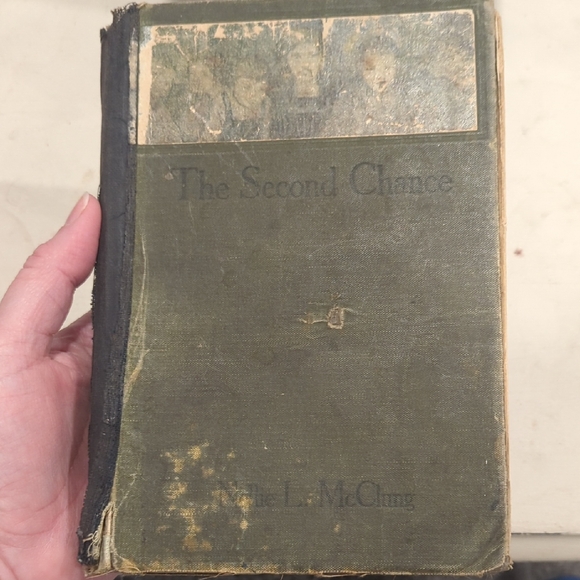 The Second Chance
Nellie L. McClung